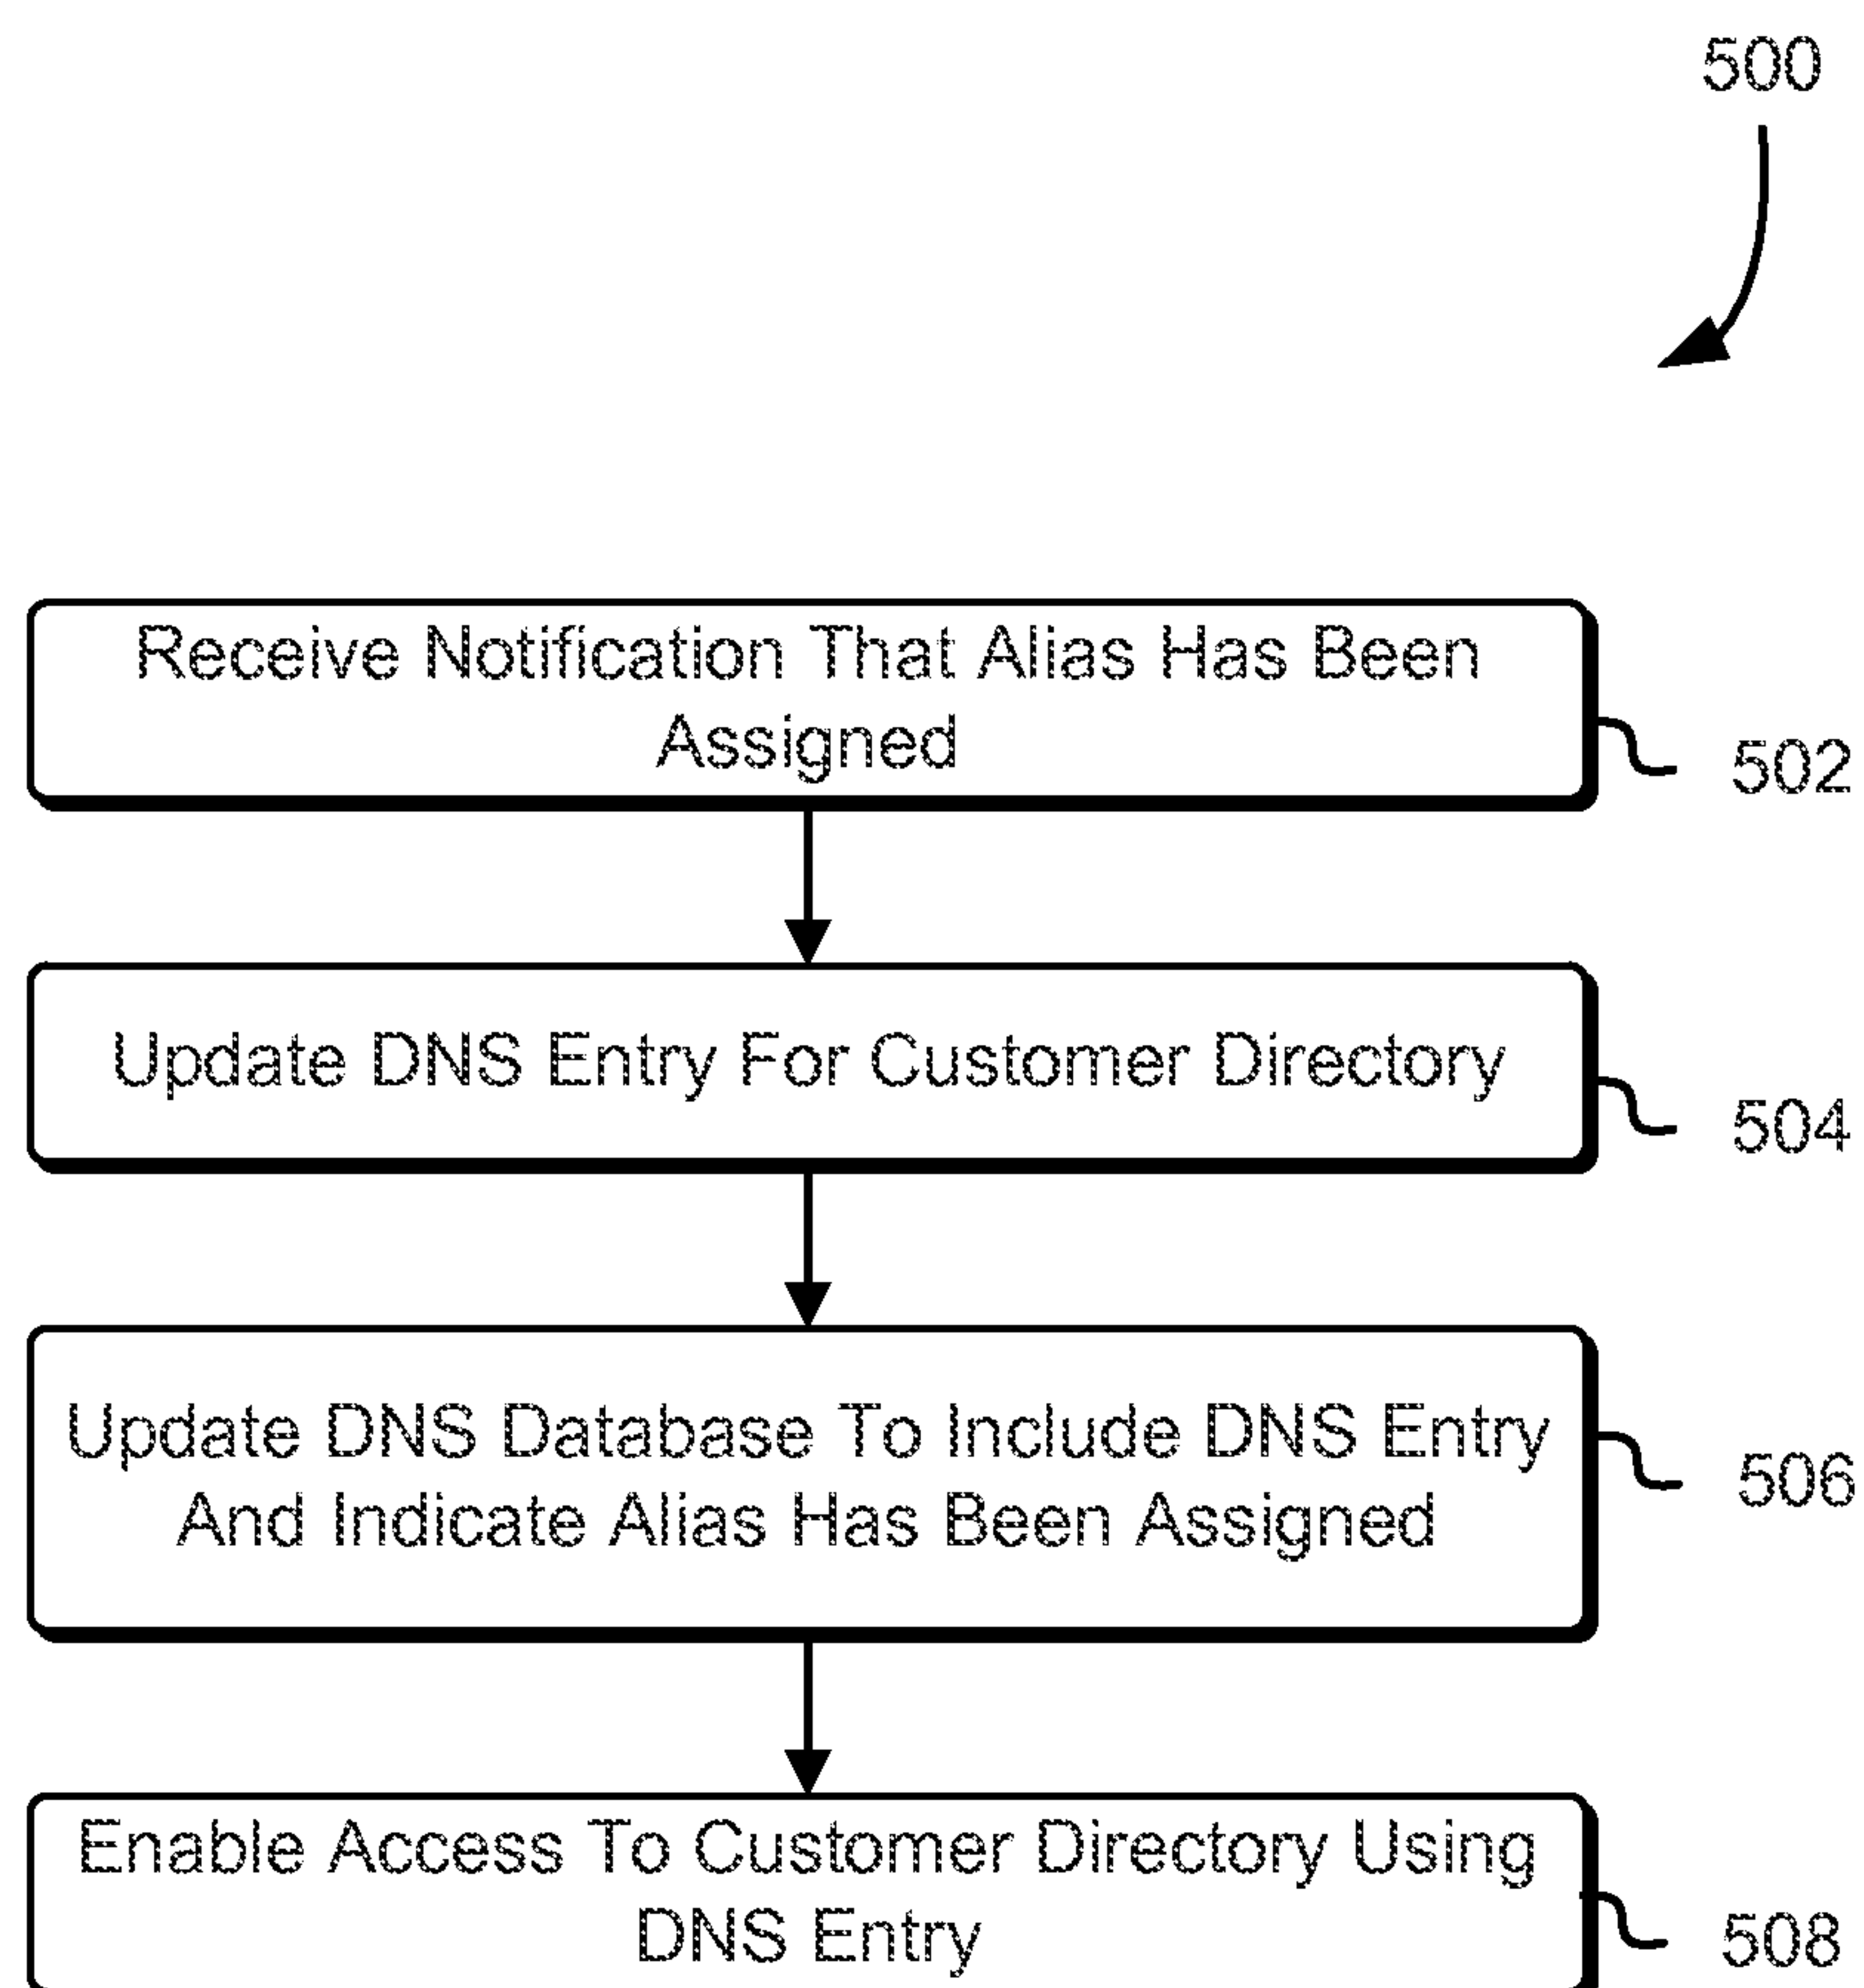 500
Receive Notification That Alias Has Been
Assigned
502
Update DNS Entry For Customer Directory
504
Update DNS Database To Include DNS Entry
And Indicate Alias Has Been Assigned
506
Enable Access To Customer Directory Using
DNS Entry
508